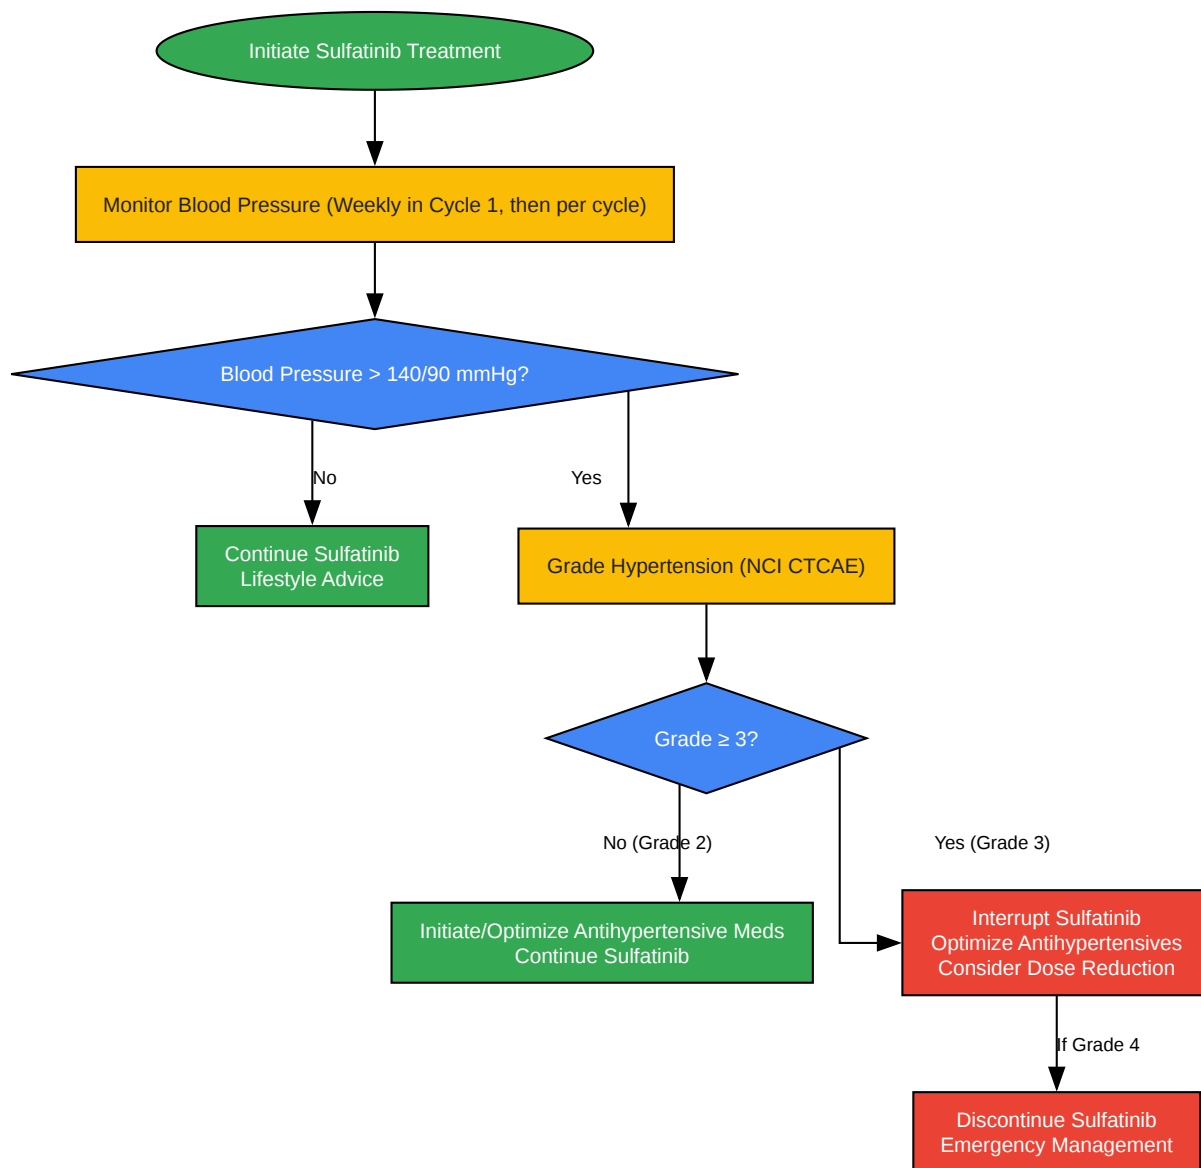 Initiate Sulfatinib Treatment
Monitor Blood Pressure (Weekly in Cycle 1, then per cycle)
Blood Pressure > 140/90 mmHg?
No
Yes
Continue Sulfatinib
Lifestyle Advice
Grade Hypertension (NCI CTCAE)
Grade ≥ 3?
No (Grade 2)
Yes (Grade 3)
Initiate/Optimize Antihypertensive Meds
Continue Sulfatinib
Interrupt Sulfatinib
Optimize Antihypertensives
Consider Dose Reduction
If Grade 4
Discontinue Sulfatinib
Emergency Management